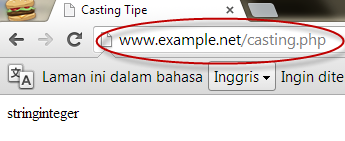 Casting Tipe
www.example.net/casting.php
Laman ini dalam bahasa Inggris Ingin dite
stringinteger